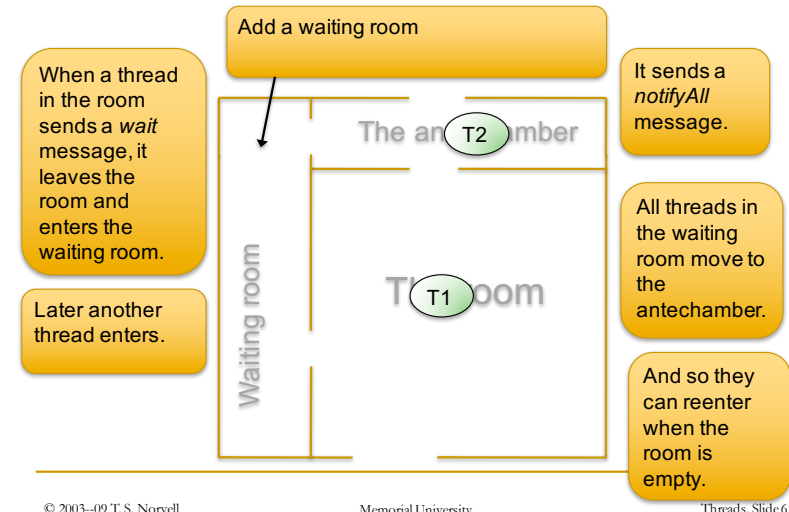 Add a waiting room
When a thread
in the room
sends a wait
message, it
leaves the
room and
enters the
waiting room.
Later another
thread enters.
It sends a
notifyAll
message.
All threads in
the waiting
room move to
the
antechamber.
And so they
can reenter
when the
room is
empty.
The an T2 mber
Waiting room
T1 oom
© 2003--09 T. S. Norvell
Memorial University
Threads. Slide 6